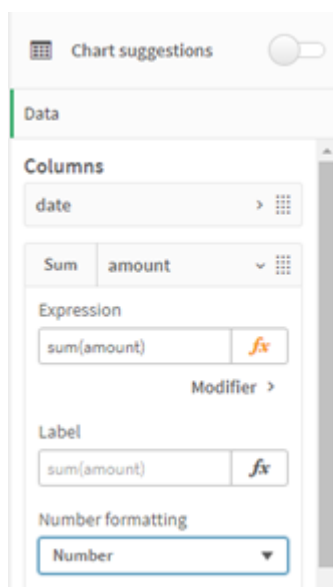 Chart suggestions
Data
Columns
date
Sum amount
Expression
sum(amount) fx
Modifier >
Label
sum(amount) fx
Number formatting
Number